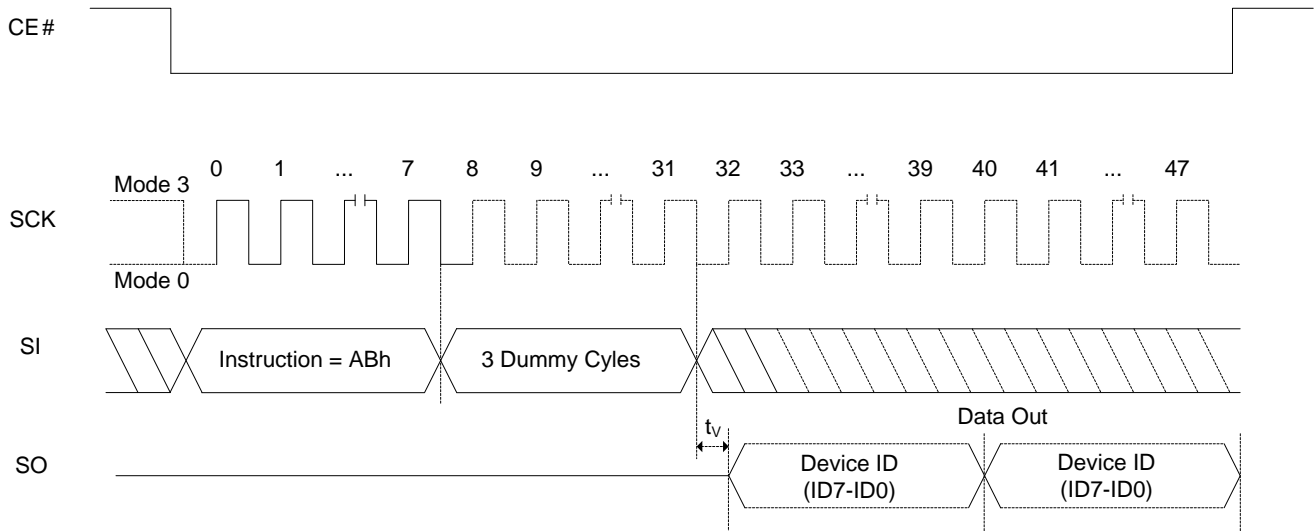 CE#
0 1 ... 7 8 9 ... 31 32 33 ... 39 40 41 ... 47
Mode 3
SCK
Mode 0
SI
Instruction = ABh
3 Dummy Cyles
tV
Data Out
SO
Device ID
(ID7-ID0)
Device ID
(ID7-ID0)